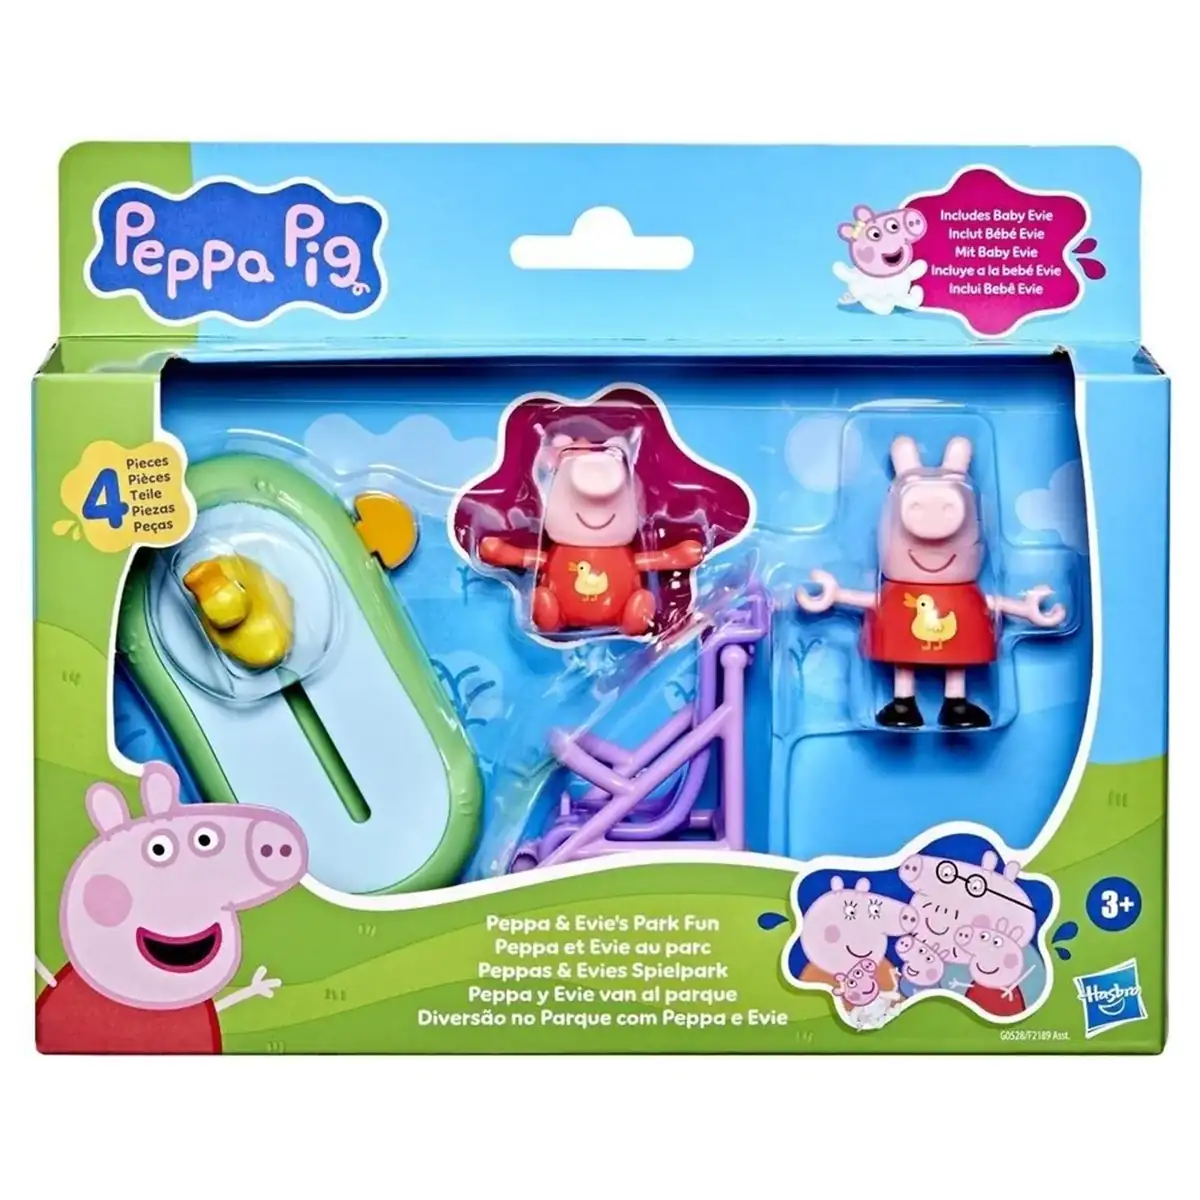 Peppa Pig
Includes Baby Evie
Inclut Bébé Evie
Mit Baby Evie
Incluye a la bebé Evie
Inclui Bebê Evie
4
Pieces
Pièces
Teile
Piezas
Peças
Peppa & Evie's Park Fun
Peppa et Evie au parc
Peppas & Evies Spielpark
Peppa y Evie van al parque
Diversão no Parque com Peppa e Evie
3+
Hasbro
G0528/F2189 Asst.